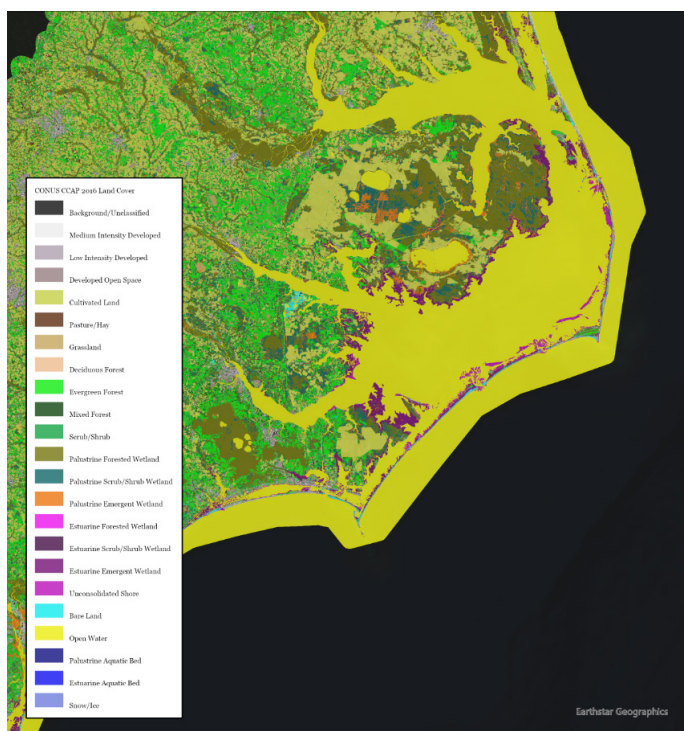 CONUS CCAP 2016 Land Cover
Background/Unclassified
Medium Intensity Developed
Low Intensity Developed
Developed Open Space
Cultivated Land
Pasture/Hay
Grassland
Deciduous Forest
Evergreen Forest
Mixed Forest
Scrub/Shrub
Palustrine Forested Wetland
Palustrine Scrub/Shrub Wetland
Palustrine Emergent Wetland
Estuarine Forested Wetland
Estuarine Scrub/Shrub Wetland
Estuarine Emergent Wetland
Unconsolidated Shore
Bare Land
Open Water
Palustrine Aquatic Bed
Estuarine Aquatic Bed
Snow/Ice
Earthstar Geographics